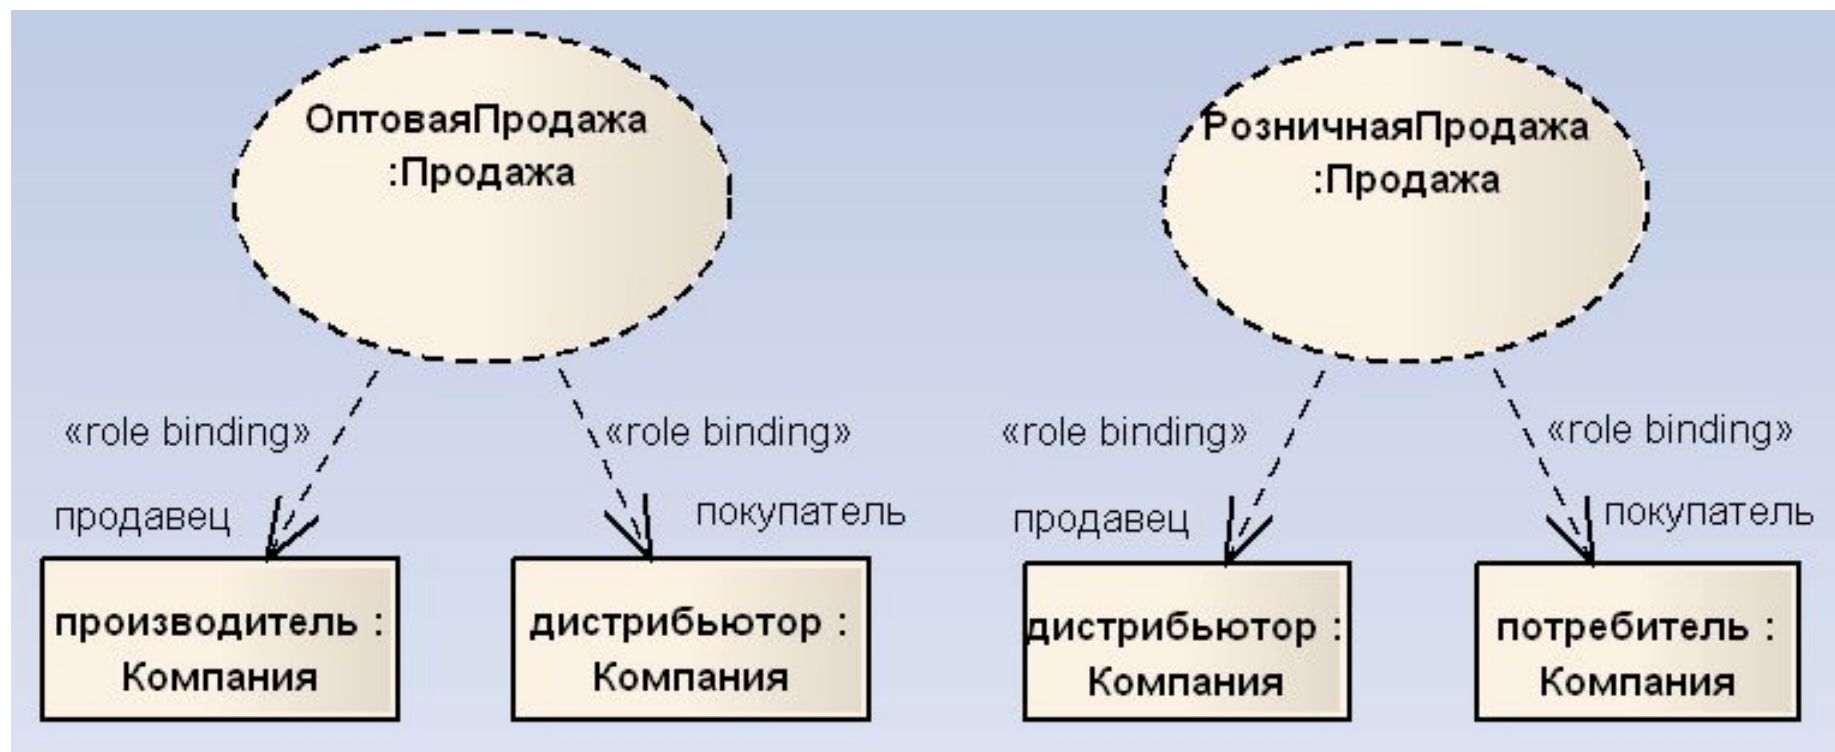 ОптоваяПродажа
:Продажа
РозничнаяПродажа
:Продажа
«role binding»
«role binding»
«role binding»
«role binding»
продавец
покупатель
продавец
покупатель
производитель :
Компания
дистрибьютор :
Компания
дистрибьютор :
Компания
потребитель :
Компания